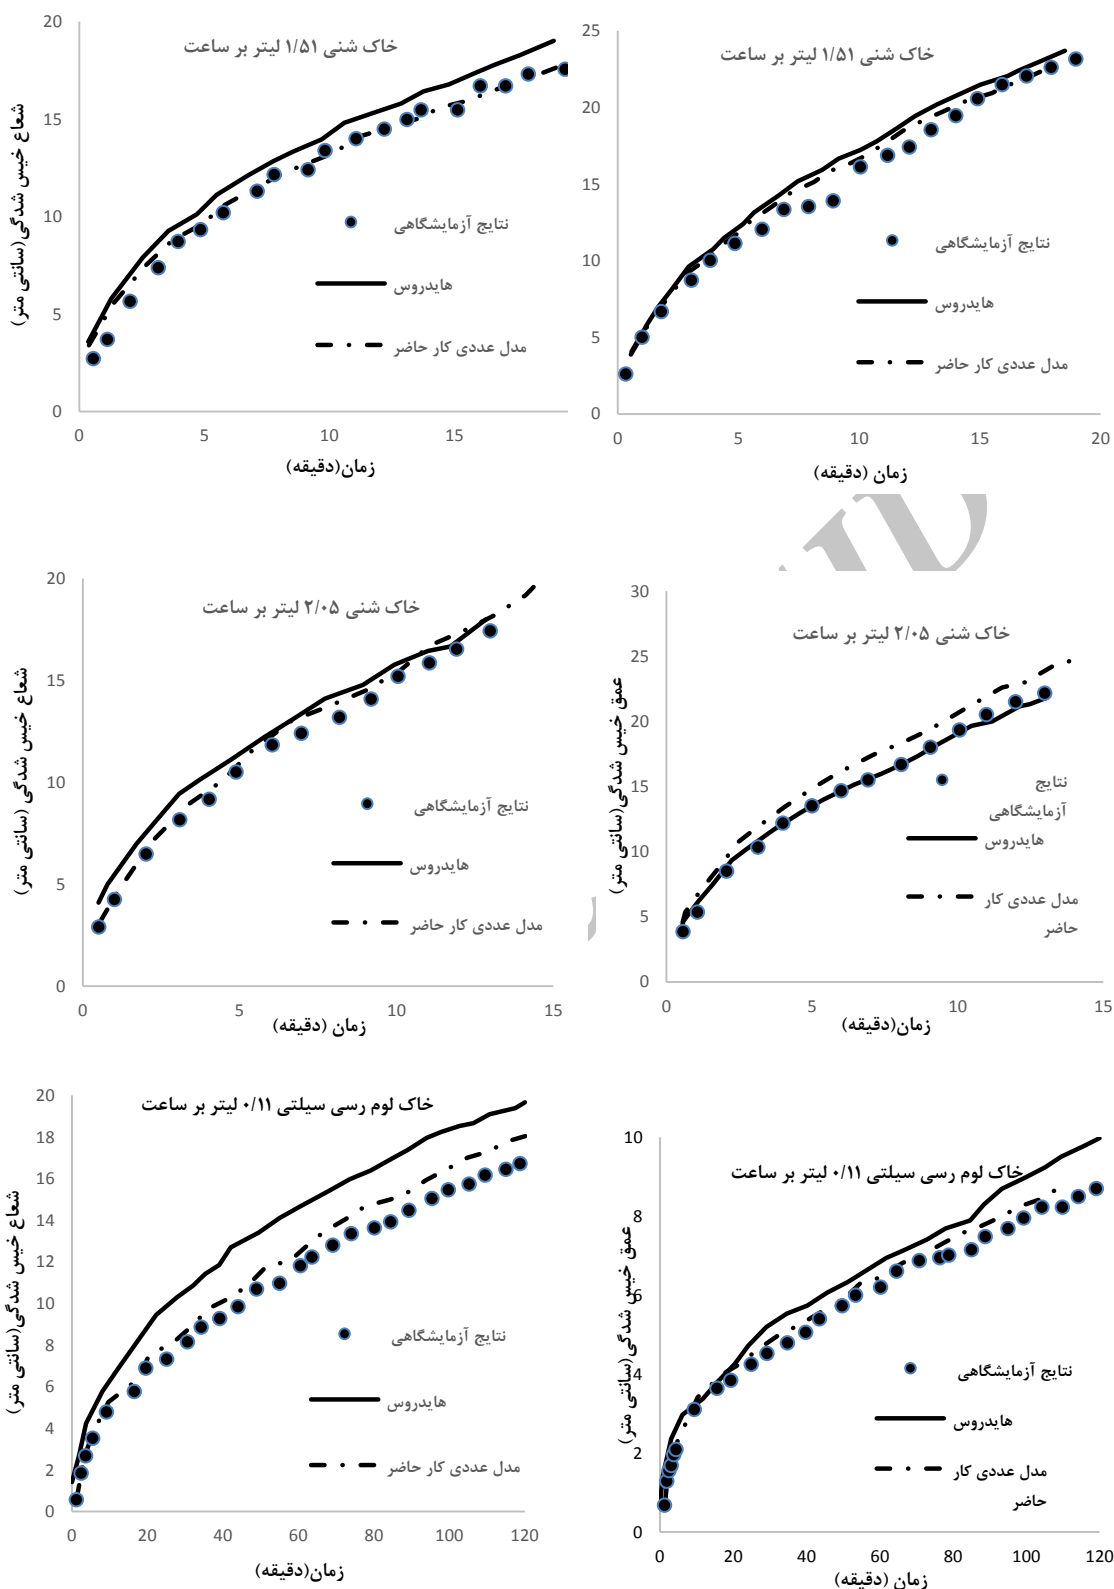 خاک شنی ۱/۵۱ لیتر بر ساعت
شعاع خیس شدگی(سانتی متر)
20
15
10
5
0
نتایج آزمایشگاهی
هایدروس
مدل عددی کار حاضر
0 5 10 15
زمان(دقیقه)
خاک شنی ۱/۵۱ لیتر بر ساعت
25
20
15
10
5
0
نتایج آزمایشگاهی
هایدروس
مدل عددی کار حاضر
0 5 10 15 20
زمان (دقیقه)
خاک شنی ۲/۰۵ لیتر بر ساعت
شعاع خیس شدگی (سانتی متر)
20
15
10
5
0
نتایج آزمایشگاهی
هایدروس
مدل عددی کار حاضر
0 5 10 15
زمان (دقیقه)
خاک شنی ۲/۰۵ لیتر بر ساعت
عمق خیس شدگی(سانتی متر)
30
25
20
15
10
5
0
نتایج
آزمایشگاهی
هایدروس
مدل عددی کار
حاضر
0 5 10 15
زمان(دقیقه)
خاک لوم رسی سیلتی ۰/۱۱ لیتر بر ساعت
شعاع خیس شدگی(سانتی متر)
20
18
16
14
12
10
8
6
4
2
0
نتایج آزمایشگاهی
هایدروس
مدل عددی کار حاضر
0 20 40 60 80 100 120
زمان(دقیقه)
خاک لوم رسی سیلتی ۰/۱۱ لیتر بر ساعت
عمق خیس شدگی(سانتی متر)
10
8
6
4
2
0
نتایج آزمایشگاهی
هایدروس
مدل عددی کار
حاضر
0 20 40 60 80 100 120
زمان (دقیقه)